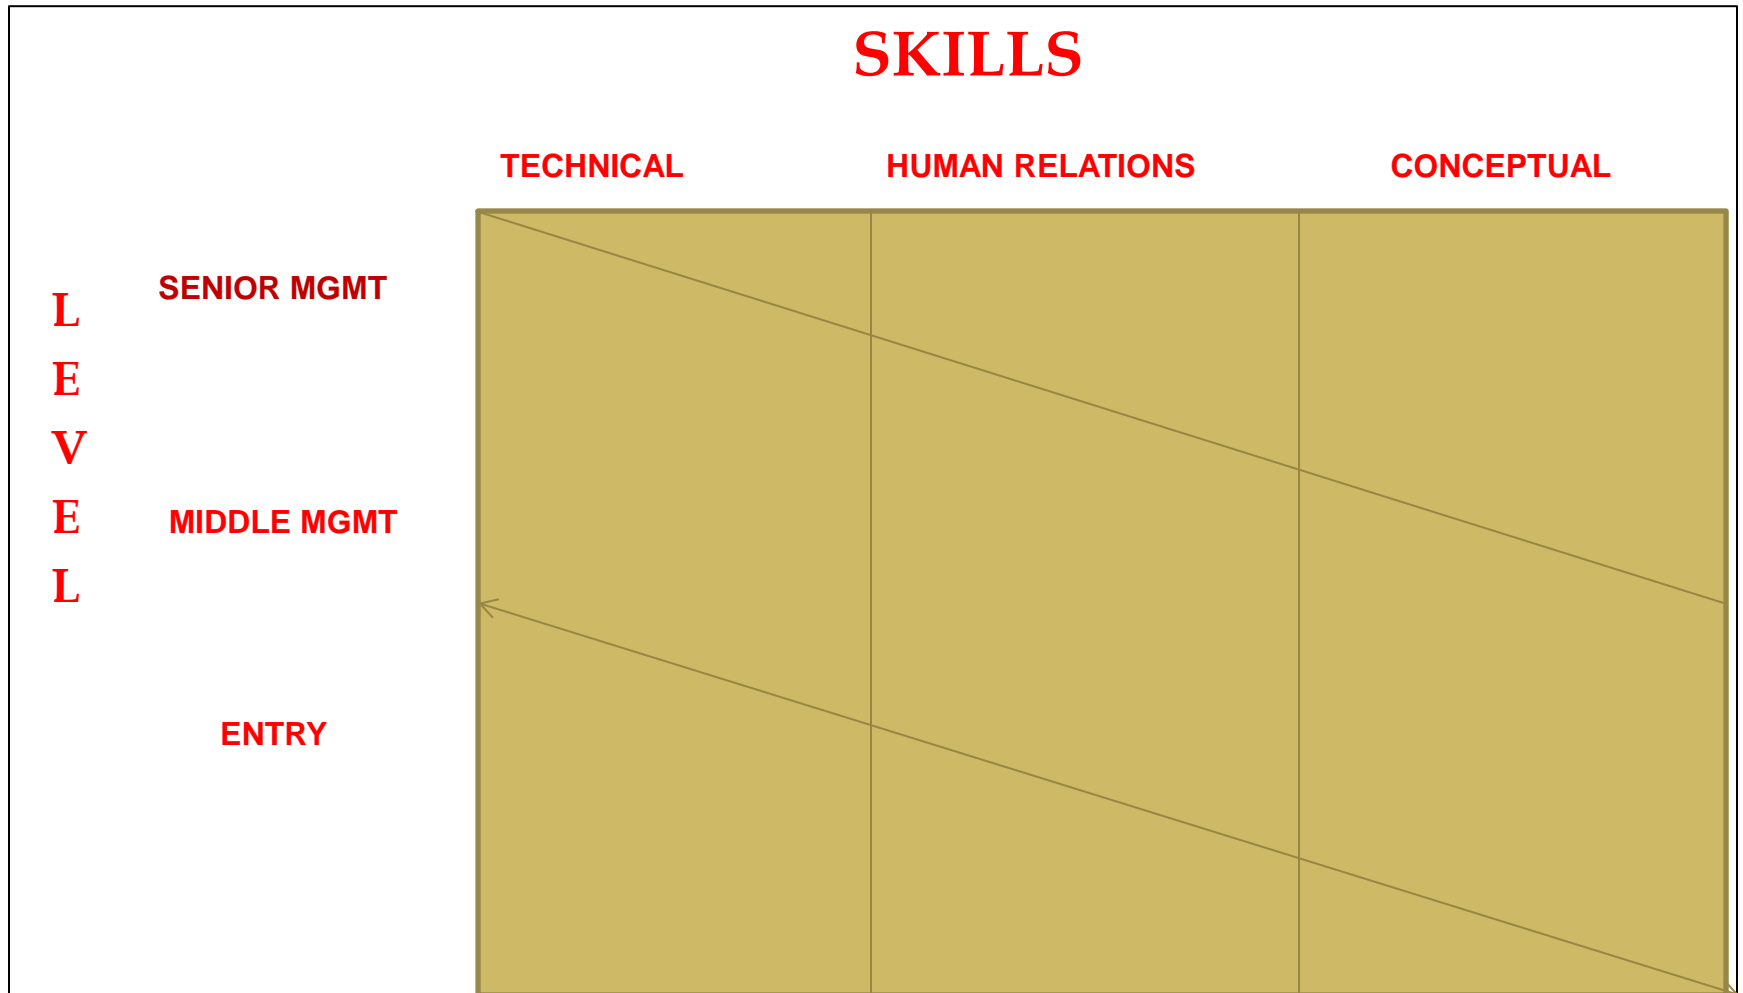 SKILLS
TECHNICAL HUMAN RELATIONS CONCEPTUAL
SENIOR MGMT
MIDDLE MGMT
ENTRY
L
E
V
E
L